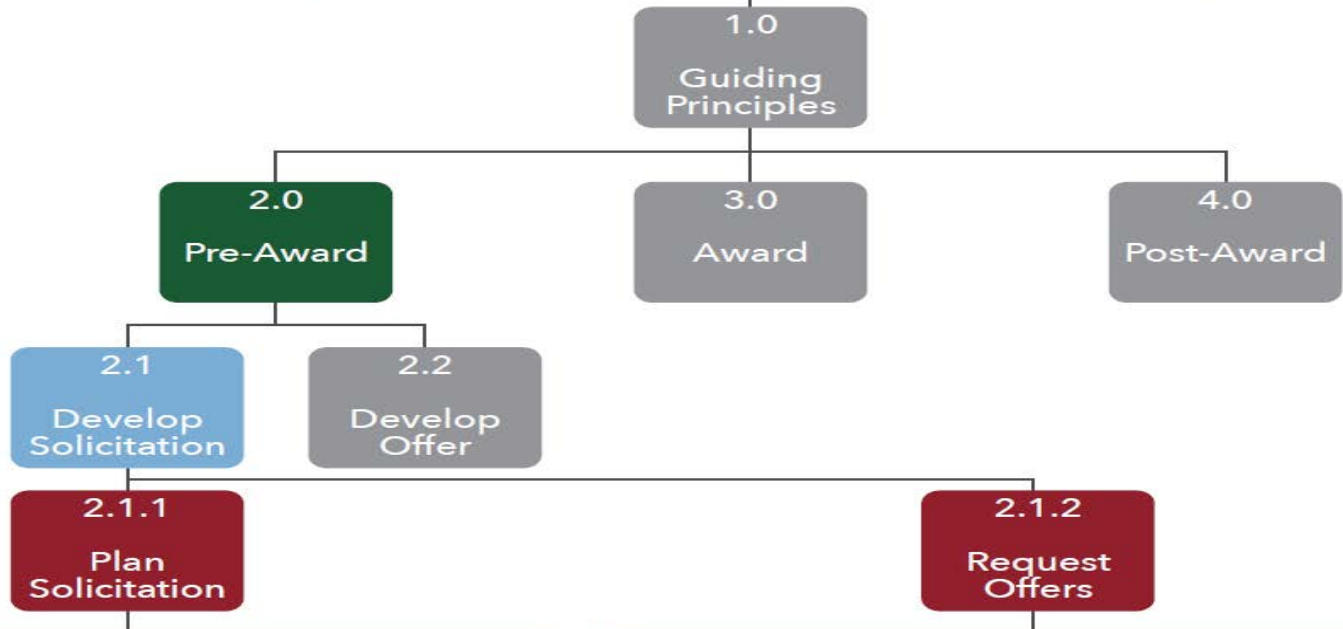 1.0
Guiding
Principles
2.0
Pre-Award
3.0
Award
4.0
Post-Award
2.1
Develop
Solicitation
2.2
Develop
Offer
2.1.1
Plan
Solicitation
2.1.2
Request
Offers